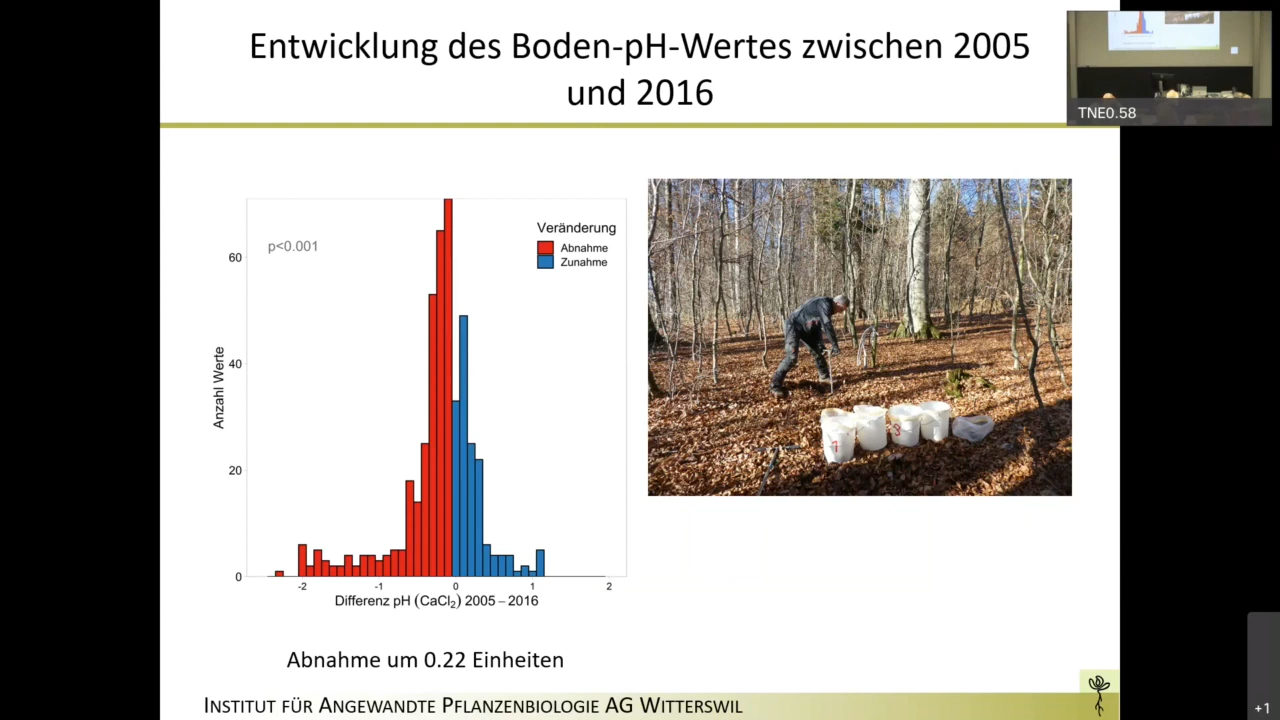 Entwicklung des Boden-pH-Wertes zwischen 2005
und 2016
TNE0.58
p<0.001
Veränderung
Abnahme
Zunahme
60
40
20
0
Anzahl Werte
-2 -1 0 1 2
Differenz pH (CaCl₂) 2005 – 2016
1
3
Abnahme um 0.22 Einheiten
INSTITUT FÜR ANGEWANDTE PFLANZENBIOLOGIE AG WITTERSWIL
+1